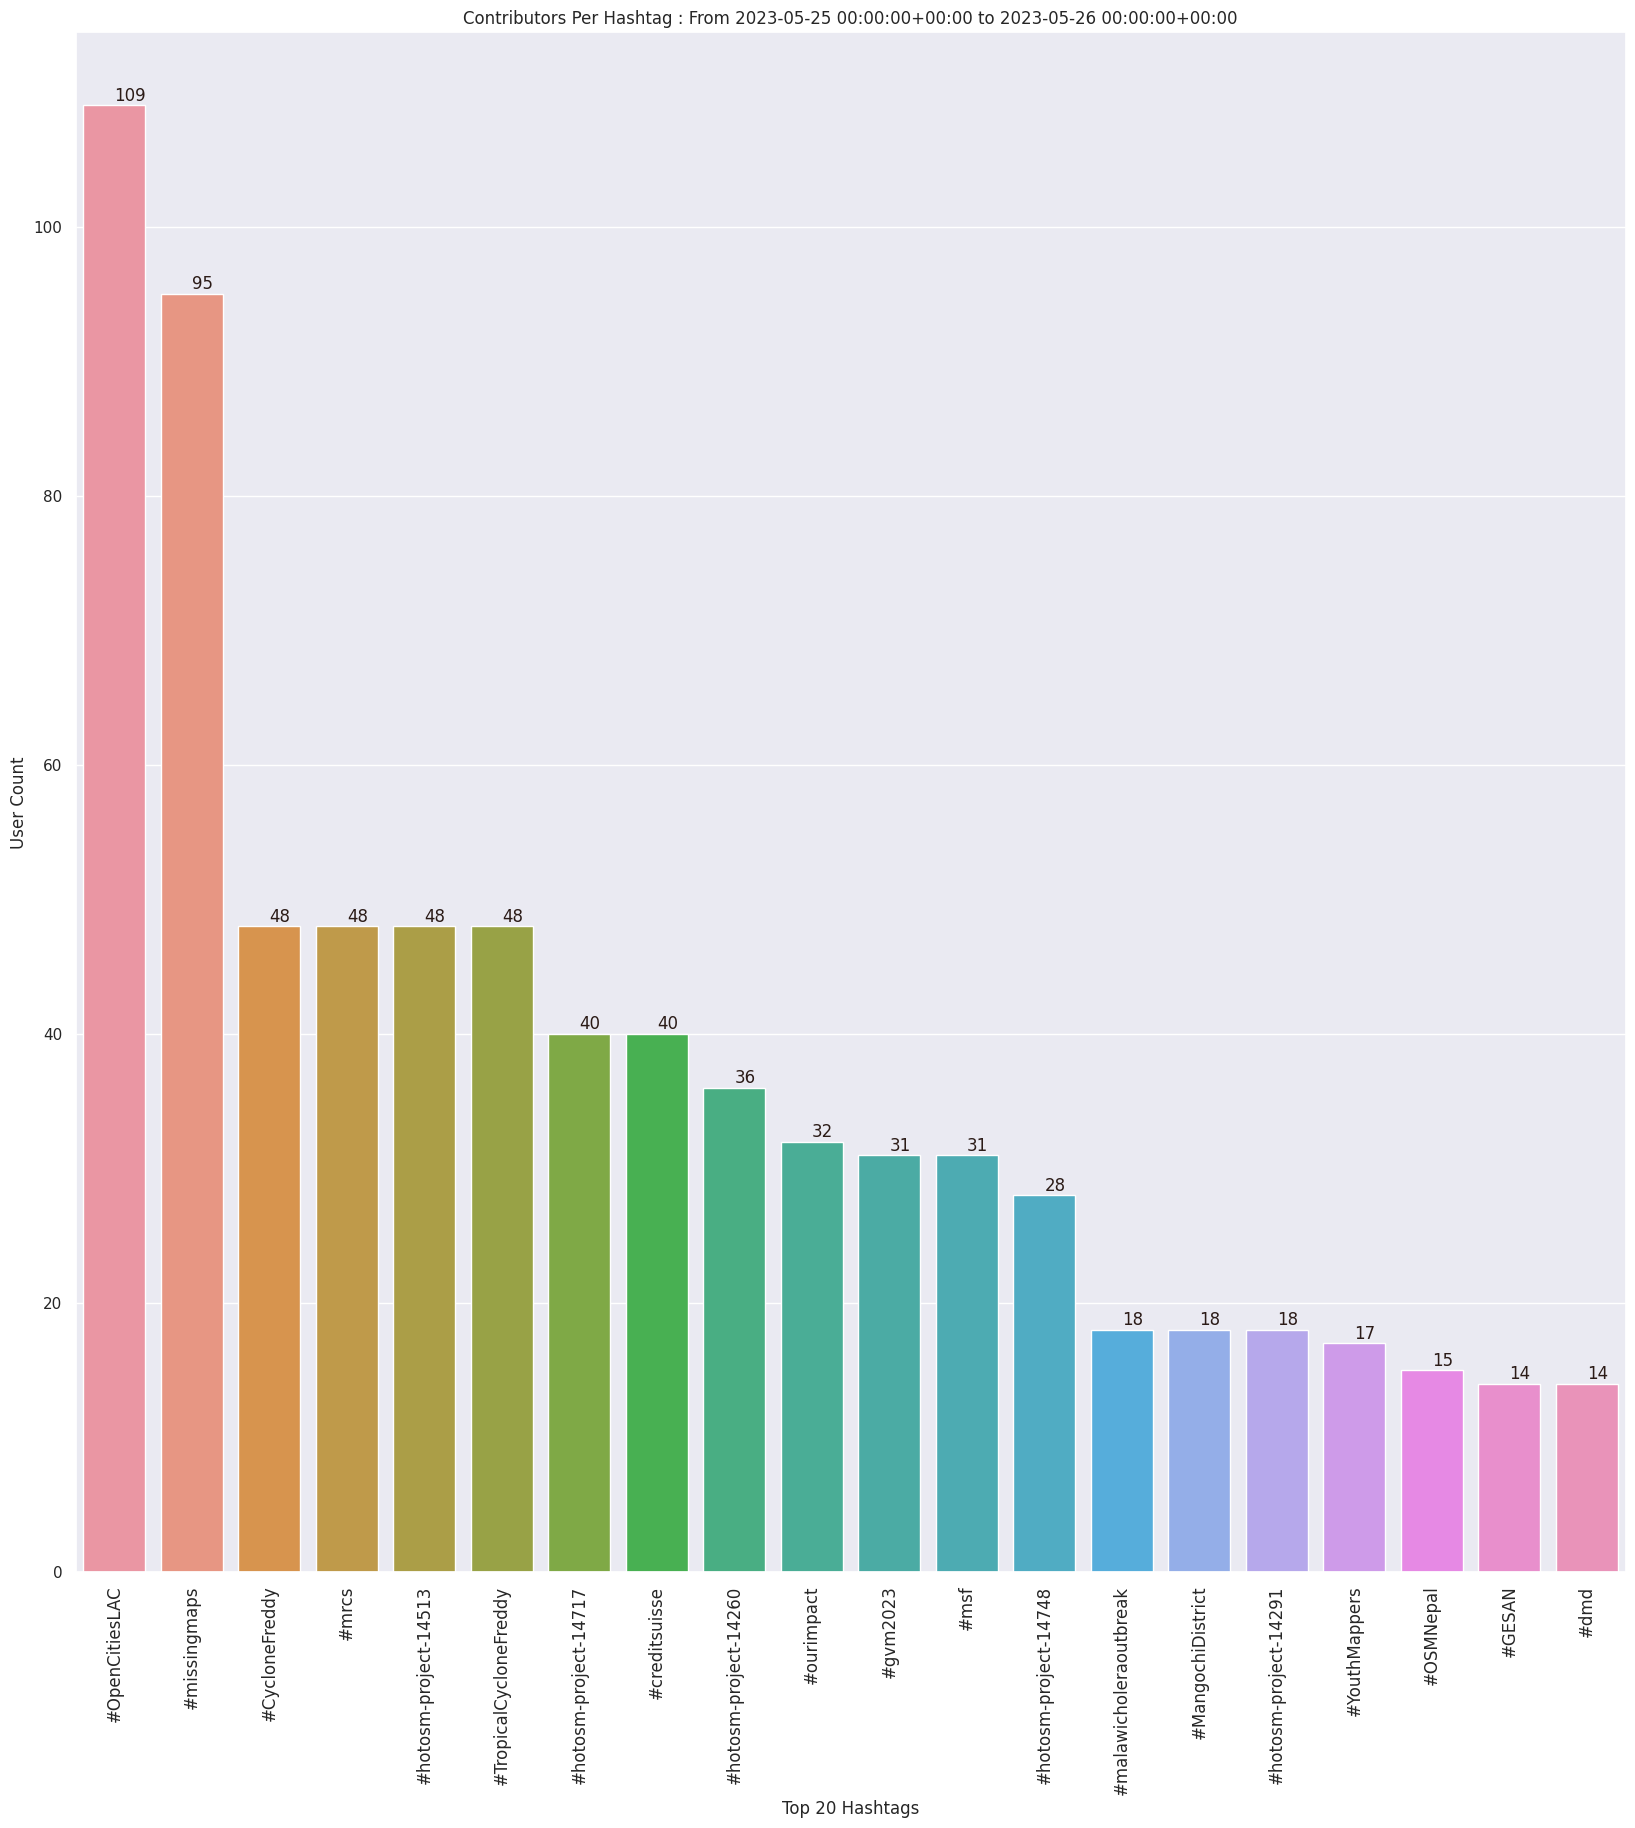 Contributors Per Hashtag : From 2023-05-25 00:00:00+00:00 to 2023-05-26 00:00:00+00:00
109
95
48
48
48
48
40
40
36
32
31
31
28
18
18
18
17
15
14
14
100
80
60
40
20
0
User Count
#OpenCitiesLAC
#missingmaps
#CycloneFreddy
#mrcs
#hotosm-project-14513
#TropicalCycloneFreddy
#hotosm-project-14717
#creditsuisse
#hotosm-project-14260
#ourimpact
#gvm2023
#msf
#hotosm-project-14748
#malawicholeraoutbreak
#MangochiDistrict
#hotosm-project-14291
#YouthMappers
#OSMNepal
#GESAN
#dmd
Top 20 Hashtags